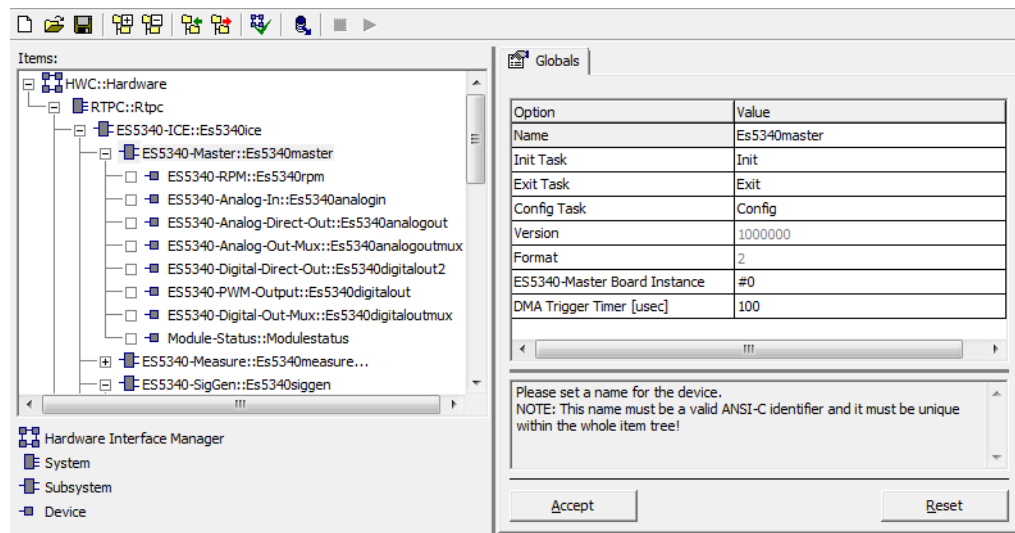 Items:
HWC::Hardware
RTPC::Rtpc
ES5340-ICE::Es5340ice
ES5340-Master::Es5340master
ES5340-RPM::Es5340rpm
ES5340-Analog-In::Es5340analogin
ES5340-Analog-Direct-Out::Es5340analogout
ES5340-Analog-Out-Mux::Es5340analogoutmux
ES5340-Digital-Direct-Out::Es5340digitalout2
ES5340-PWM-Output::Es5340digitalout
ES5340-Digital-Out-Mux::Es5340digitaloutmux
Module-Status::Modulestatus
ES5340-Measure::Es5340measure...
ES5340-SigGen::Es5340siggen
Hardware Interface Manager
System
Subsystem
Device
Globals
Option Value
Name Es5340master
Init Task Init
Exit Task Exit
Config Task Config
Version 1000000
Format 2
ES5340-Master Board Instance #0
DMA Trigger Timer [usec] 100
Please set a name for the device.
NOTE: This name must be a valid ANSI-C identifier and it must be unique
within the whole item tree!
Accept Reset